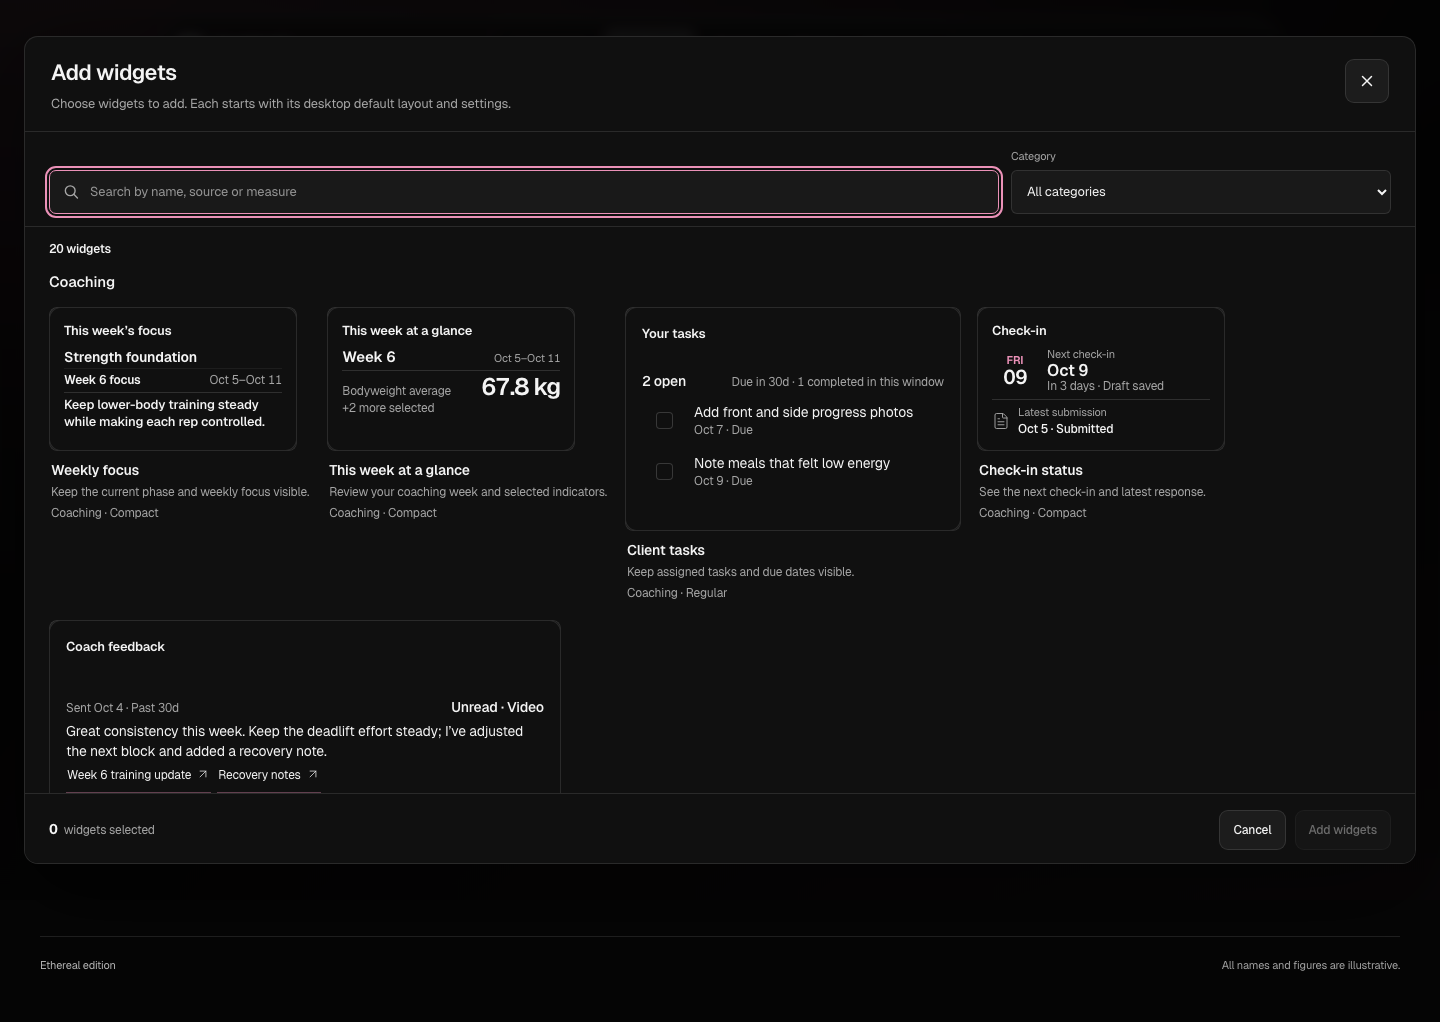 Add widgets
Choose widgets to add. Each starts with its desktop default layout and settings.
Category
Search by name, source or measure
All categories
20 widgets
Coaching
This week's focus
Strength foundation
Week 6 focus
Oct 5–Oct 11
Keep lower-body training steady
while making each rep controlled.
Weekly focus
Keep the current phase and weekly focus visible.
Coaching · Compact
This week at a glance
Week 6
Oct 5–Oct 11
Bodyweight average
67.8 kg
+2 more selected
This week at a glance
Review your coaching week and selected indicators.
Coaching · Compact
Your tasks
2 open
Due in 30d · 1 completed in this window
Add front and side progress photos
Oct 7 · Due
Note meals that felt low energy
Oct 9 · Due
Client tasks
Keep assigned tasks and due dates visible.
Coaching · Regular
Check-in
FRI
09
Next check-in
Oct 9
In 3 days · Draft saved
Latest submission
Oct 5 · Submitted
Check-in status
See the next check-in and latest response.
Coaching · Compact
Coach feedback
Sent Oct 4 · Past 30d
Unread · Video
Great consistency this week. Keep the deadlift effort steady; I've adjusted
the next block and added a recovery note.
Week 6 training update
Recovery notes
0 widgets selected
Cancel
Add widgets
Ethereal edition
All names and figures are illustrative.